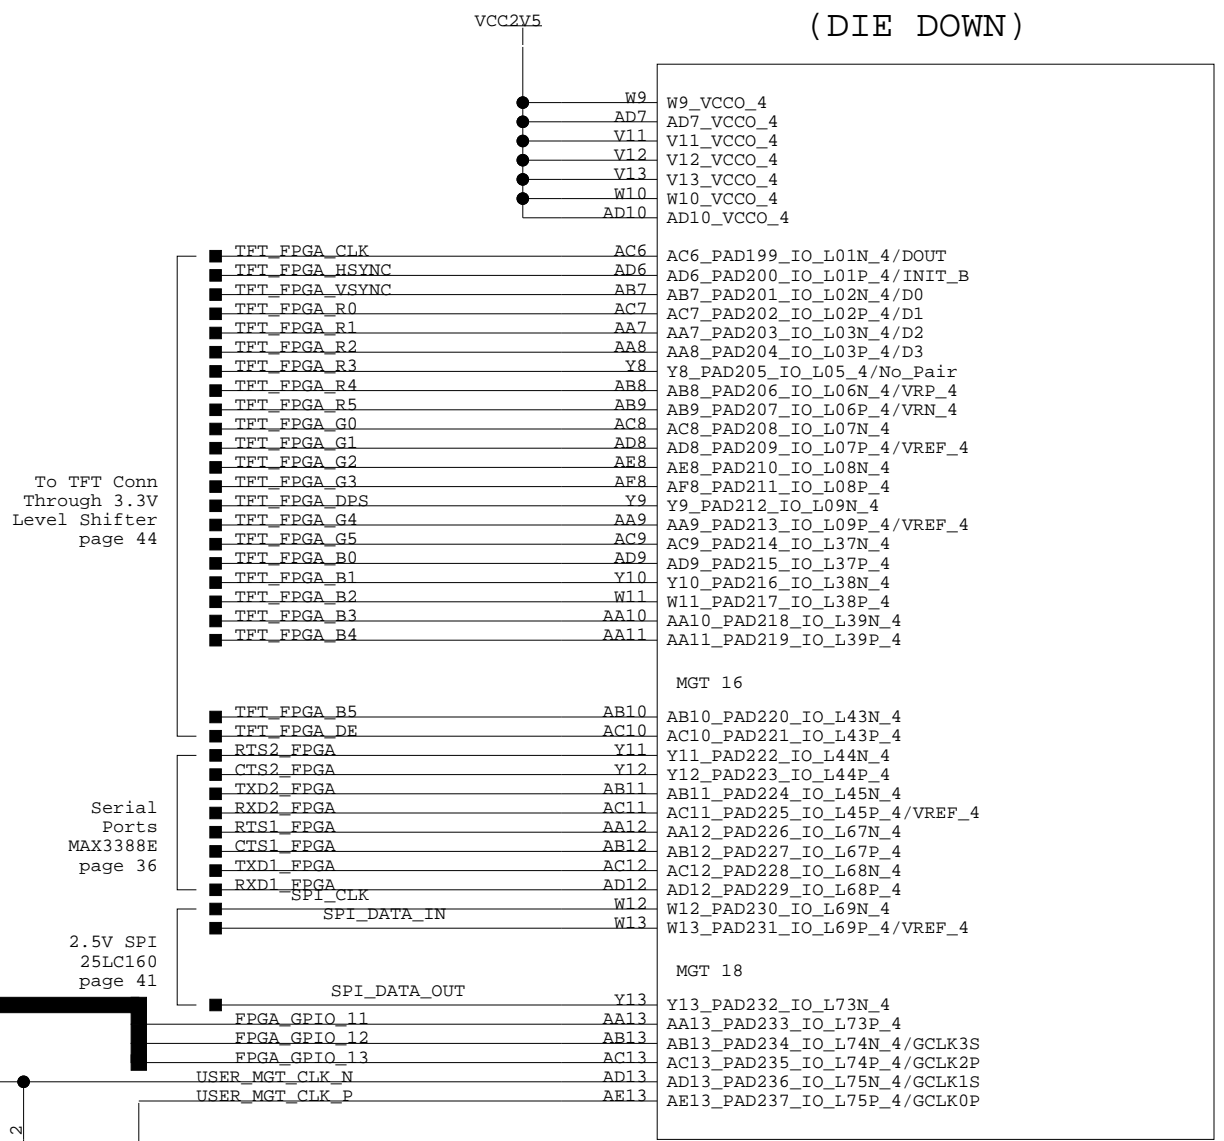 VCC2V5
(DIE DOWN)
W9 W9_VCCO_4
AD7 AD7_VCCO_4
V11 V11_VCCO_4
V12 V12_VCCO_4
V13 V13_VCCO_4
W10 W10_VCCO_4
AD10 AD10_VCCO_4
TFT_FPGA_CLK AC6 AC6_PAD199_IO_L01N_4/DOUT
TFT_FPGA_HSYNC AD6 AD6_PAD200_IO_L01P_4/INIT_B
TFT_FPGA_VSYNC AB7 AB7_PAD201_IO_L02N_4/D0
TFT_FPGA_R0 AC7 AC7_PAD202_IO_L02P_4/D1
TFT_FPGA_R1 AA7 AA7_PAD203_IO_L03N_4/D2
TFT_FPGA_R2 AA8 AA8_PAD204_IO_L03P_4/D3
TFT_FPGA_R3 Y8 Y8_PAD205_IO_L05_4/No_Pair
TFT_FPGA_R4 AB8 AB8_PAD206_IO_L06N_4/VRP_4
TFT_FPGA_R5 AB9 AB9_PAD207_IO_L06P_4/VRN_4
TFT_FPGA_G0 AC8 AC8_PAD208_IO_L07N_4
TFT_FPGA_G1 AD8 AD8_PAD209_IO_L07P_4/VREF_4
TFT_FPGA_G2 AE8 AE8_PAD210_IO_L08N_4
TFT_FPGA_G3 AF8 AF8_PAD211_IO_L08P_4
TFT_FPGA_DPS Y9 Y9_PAD212_IO_L09N_4
TFT_FPGA_G4 AA9 AA9_PAD213_IO_L09P_4/VREF_4
TFT_FPGA_G5 AC9 AC9_PAD214_IO_L37N_4
TFT_FPGA_B0 AD9 AD9_PAD215_IO_L37P_4
TFT_FPGA_B1 Y10 Y10_PAD216_IO_L38N_4
TFT_FPGA_B2 W11 W11_PAD217_IO_L38P_4
TFT_FPGA_B3 AA10 AA10_PAD218_IO_L39N_4
TFT_FPGA_B4 AA11 AA11_PAD219_IO_L39P_4
To TFT Conn
Through 3.3V
Level Shifter
page 44
MGT 16
TFT_FPGA_B5 AB10 AB10_PAD220_IO_L43N_4
TFT_FPGA_DE AC10 AC10_PAD221_IO_L43P_4
RTS2_FPGA Y11 Y11_PAD222_IO_L44N_4
CTS2_FPGA Y12 Y12_PAD223_IO_L44P_4
TXD2_FPGA AB11 AB11_PAD224_IO_L45N_4
RXD2_FPGA AC11 AC11_PAD225_IO_L45P_4/VREF_4
RTS1_FPGA AA12 AA12_PAD226_IO_L67N_4
CTS1_FPGA AB12 AB12_PAD227_IO_L67P_4
TXD1_FPGA AC12 AC12_PAD228_IO_L68N_4
RXD1_FPGA AD12 AD12_PAD229_IO_L68P_4
Serial
Ports
MAX3388E
page 36
SPI_CLK W12 W12_PAD230_IO_L69N_4
SPI_DATA_IN W13 W13_PAD231_IO_L69P_4/VREF_4
2.5V SPI
25LC160
page 41
MGT 18
SPI_DATA_OUT Y13 Y13_PAD232_IO_L73N_4
FPGA_GPIO_11 AA13 AA13_PAD233_IO_L73P_4
FPGA_GPIO_12 AB13 AB13_PAD234_IO_L74N_4/GCLK3S
FPGA_GPIO_13 AC13 AC13_PAD235_IO_L74P_4/GCLK2P
USER_MGT_CLK_N AD13 AD13_PAD236_IO_L75N_4/GCLK1S
USER_MGT_CLK_P AE13 AE13_PAD237_IO_L75P_4/GCLK0P
2